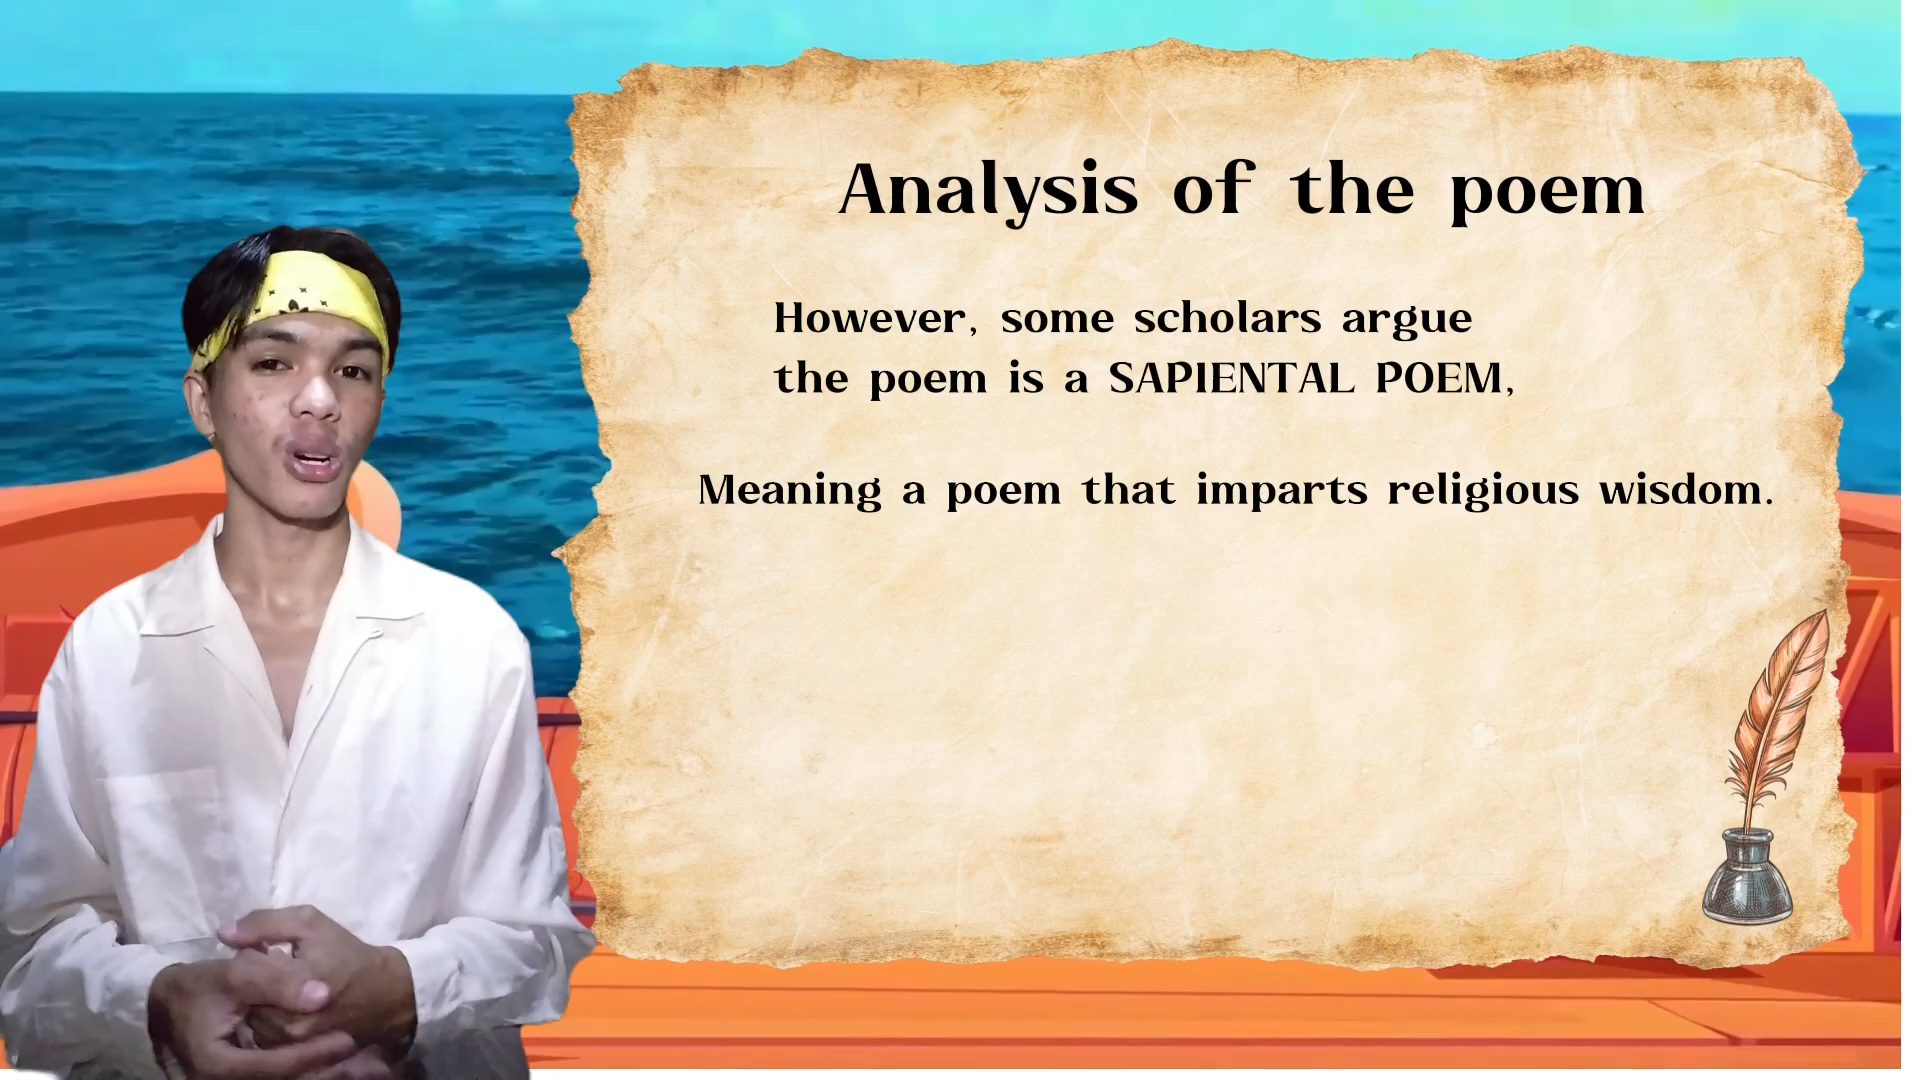 Analysis of the poem
However, some scholars argue
the poem is a SAPIENTAL POEM,
Meaning a poem that imparts religious wisdom.